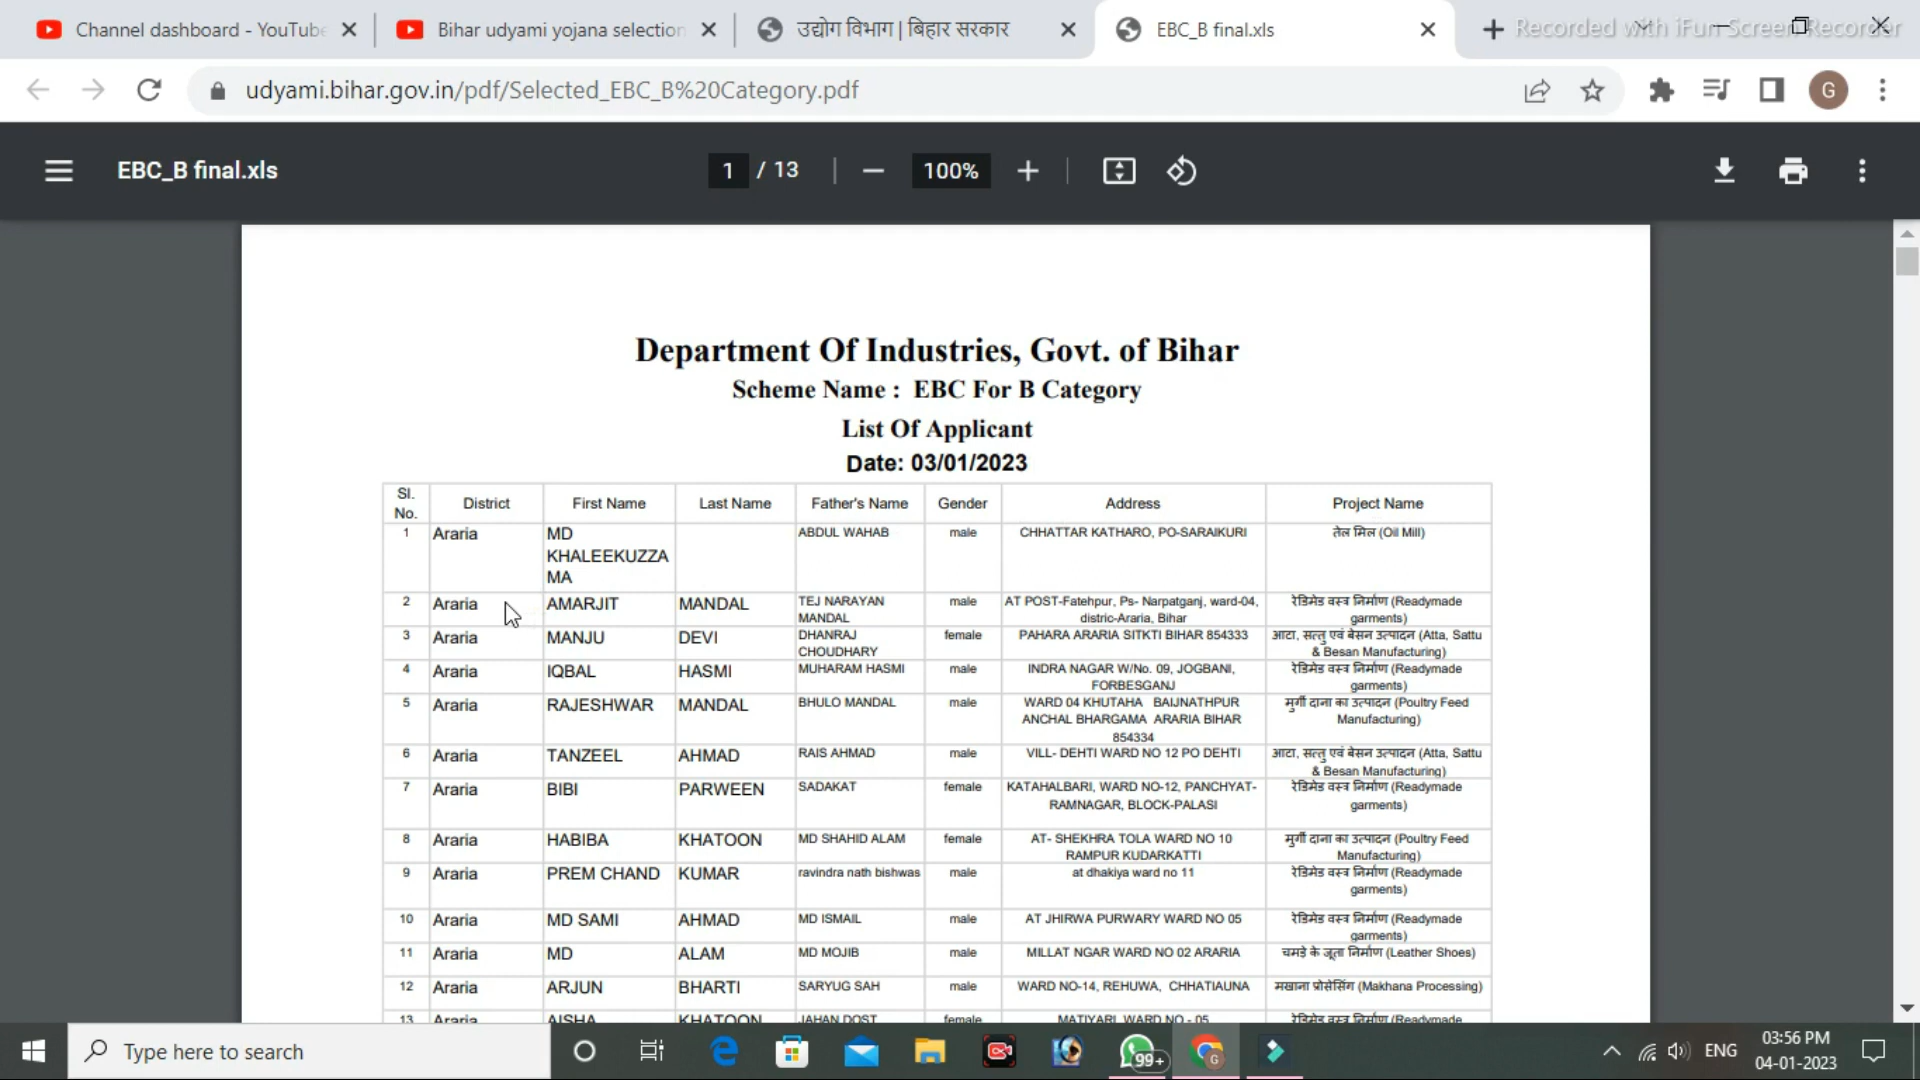 Channel dashboard - YouTube
Bihar udyami yojana selection
उद्योग विभाग | बिहार सरकार
EBC_B final.xls
Recorded with iFun Screen Recorder
udyami.bihar.gov.in/pdf/Selected_EBC_B%20Category.pdf
G
EBC_B final.xls
1 / 13
100%
Department Of Industries, Govt. of Bihar
Scheme Name : EBC For B Category
List Of Applicant
Date: 03/01/2023
Sl. No. District First Name Last Name Father's Name Gender Address Project Name
1 Araria MD KHALEEKUZZAMA ABDUL WAHAB male CHHATTAR KATHARO, PO-SARAIKURI तेल मिल (Oil Mill)
2 Araria AMARJIT MANDAL TEJ NARAYAN MANDAL male AT POST-Fatehpur, Ps- Narpatganj, ward-04, distric-Araria, Bihar रेडिमेड वस्त्र निर्माण (Readymade garments)
3 Araria MANJU DEVI DHANRAJ CHOUDHARY female PAHARA ARARIA SITKTI BIHAR 854333 आटा, सत्तु एवं बेसन उत्पादन (Atta, Sattu & Besan Manufacturing)
4 Araria IQBAL HASMI MUHARAM HASMI male INDRA NAGAR W/No. 09, JOGBANI, FORBESGANJ रेडिमेड वस्त्र निर्माण (Readymade garments)
5 Araria RAJESHWAR MANDAL BHULO MANDAL male WARD 04 KHUTAHA BAIJNATHPUR ANCHAL BHARGAMA ARARIA BIHAR 854334 मुर्गी दाना का उत्पादन (Poultry Feed Manufacturing)
6 Araria TANZEEL AHMAD RAIS AHMAD male VILL- DEHTI WARD NO 12 PO DEHTI आटा, सत्तु एवं बेसन उत्पादन (Atta, Sattu & Besan Manufacturing)
7 Araria BIBI PARWEEN SADAKAT female KATAHALBARI, WARD NO-12, PANCHYAT-RAMNAGAR, BLOCK-PALASI रेडिमेड वस्त्र निर्माण (Readymade garments)
8 Araria HABIBA KHATOON MD SHAHID ALAM female AT- SHEKHRA TOLA WARD NO 10 RAMPUR KUDARKATTI मुर्गी दाना का उत्पादन (Poultry Feed Manufacturing)
9 Araria PREM CHAND KUMAR ravindra nath bishwas male at dhakiya ward no 11 रेडिमेड वस्त्र निर्माण (Readymade garments)
10 Araria MD SAMI AHMAD MD ISMAIL male AT JHIRWA PURWARY WARD NO 05 रेडिमेड वस्त्र निर्माण (Readymade garments)
11 Araria MD ALAM MD MOJIB male MILLAT NGAR WARD NO 02 ARARIA चमड़े के जूता निर्माण (Leather Shoes)
12 Araria ARJUN BHARTI SARYUG SAH male WARD NO-14, REHUWA, CHHATIAUNA मखाना प्रोसेसिंग (Makhana Processing)
13 Araria AISHA KHATOON JAHAN DOST female MATIYARI, WARD NO - 05 रेडिमेड वस्त्र निर्माण (Readymade
Type here to search
99+
G
ENG
03:56 PM
04-01-2023